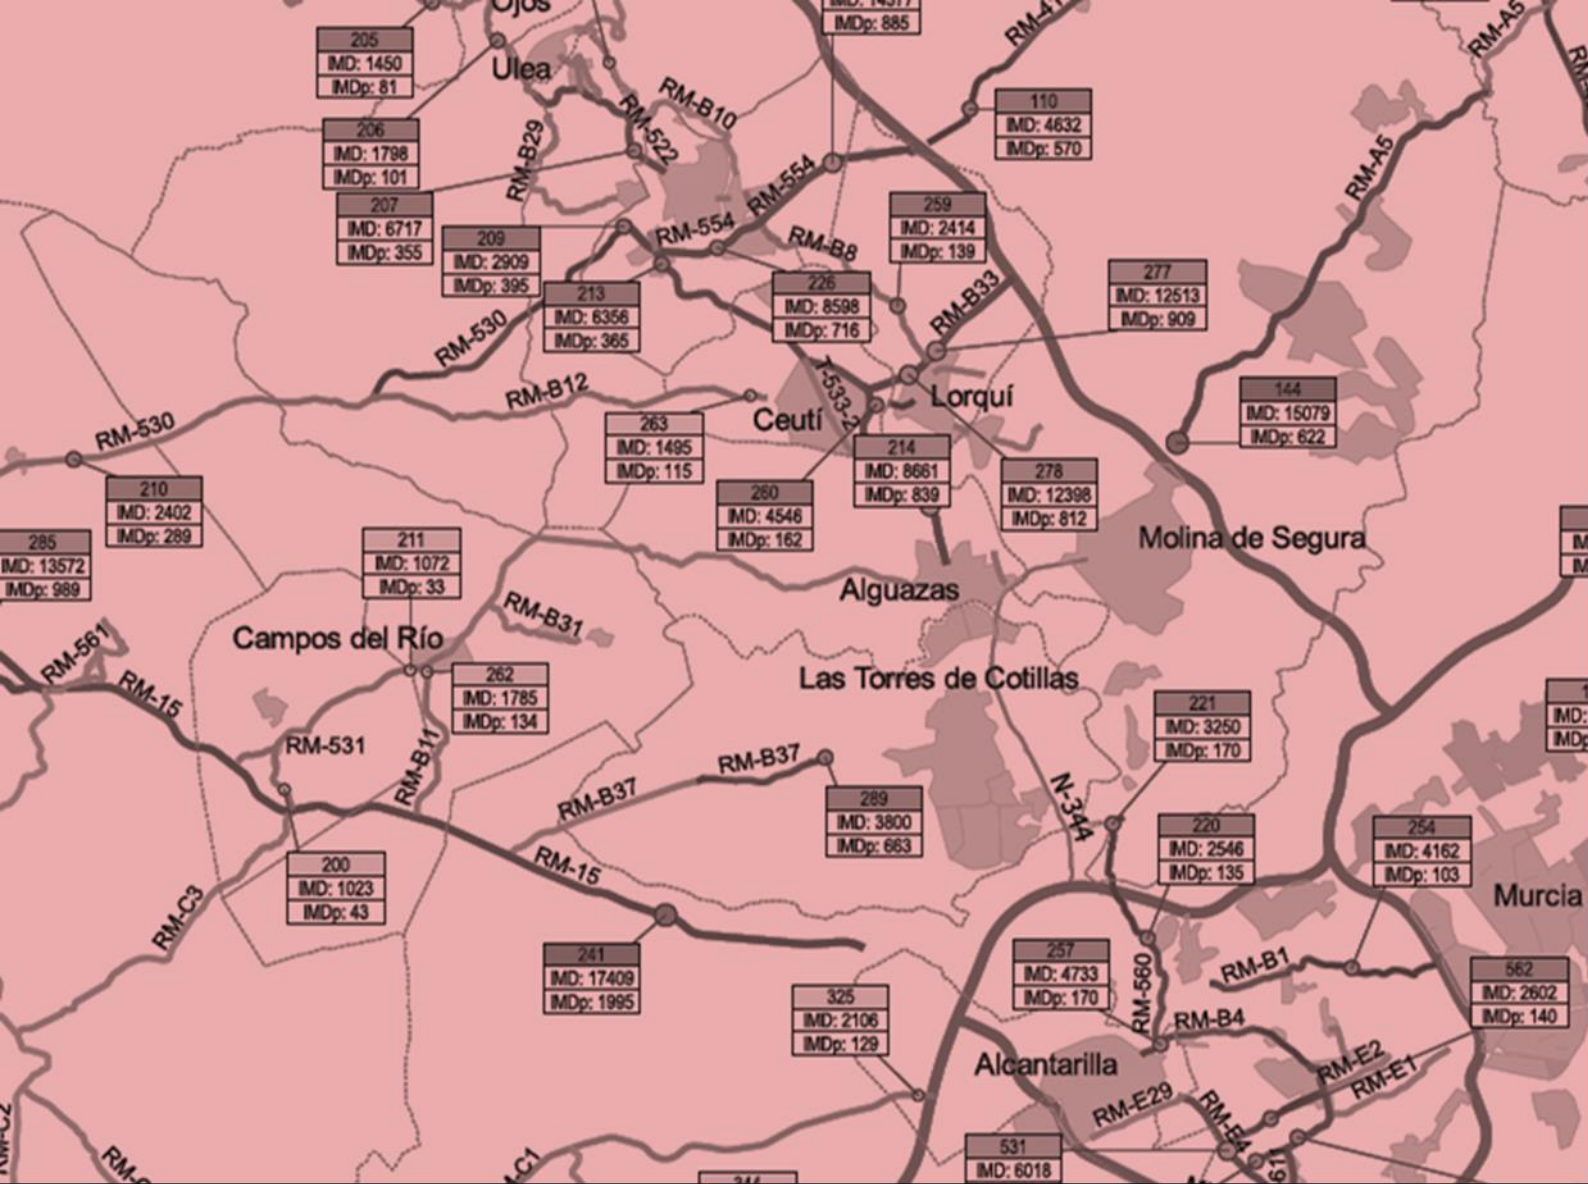 Ojos
Ulea
205
IMD: 1450
IMDp: 81
206
IMD: 1798
IMDp: 101
207
IMD: 6717
IMDp: 355
209
IMD: 2909
IMDp: 395
213
IMD: 6356
IMDp: 365
RM-B10
RM-522
RM-B29
RM-554
RM-554
IMDp: 885
110
IMD: 4632
IMDp: 570
RM-A5
RM-A5
RM-B8
259
IMD: 2414
IMDp: 139
226
IMD: 8598
IMDp: 716
RM-B33
277
IMD: 12513
IMDp: 909
144
IMD: 15079
IMDp: 622
RM-530
RM-530
RM-B12
T-533-2
Ceutí
Lorquí
263
IMD: 1495
IMDp: 115
214
IMD: 8661
IMDp: 839
260
IMD: 4546
IMDp: 162
278
IMD: 12398
IMDp: 812
210
IMD: 2402
IMDp: 289
285
IMD: 13572
IMDp: 989
211
IMD: 1072
IMDp: 33
Molina de Segura
Alguazas
RM-B31
Campos del Río
RM-561
RM-15
262
IMD: 1785
IMDp: 134
Las Torres de Cotillas
221
IMD: 3250
IMDp: 170
RM-531
RM-B11
RM-B37
RM-B37
289
IMD: 3800
IMDp: 663
N-344
220
IMD: 2546
IMDp: 135
254
IMD: 4162
IMDp: 103
Murcia
200
IMD: 1023
IMDp: 43
RM-15
RM-C3
241
IMD: 17409
IMDp: 1995
257
IMD: 4733
IMDp: 170
RM-560
RM-B1
562
IMD: 2602
IMDp: 140
325
IMD: 2106
IMDp: 129
RM-B4
Alcantarilla
RM-E2
RM-E1
RM-E29
RM-E4
531
IMD: 6018
344